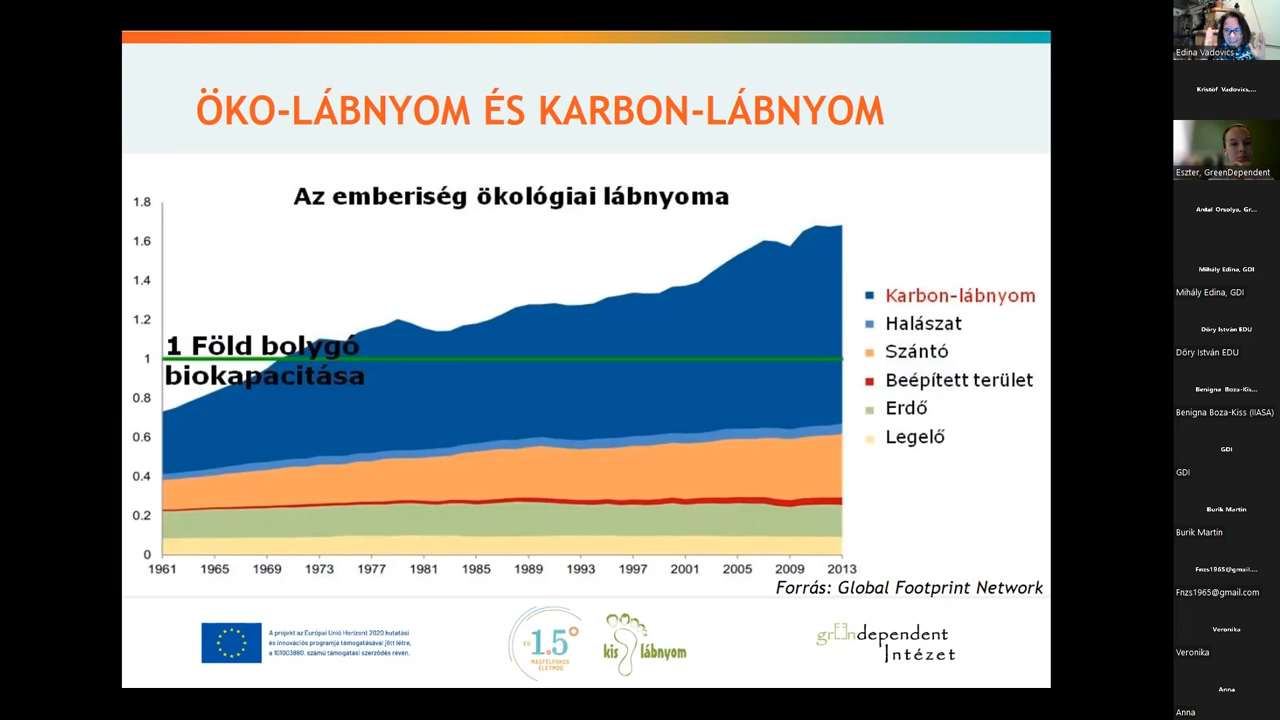 ÖKO-LÁBNYOM ÉS KARBON-LÁBNYOM
Az emberiség ökológiai lábnyoma
1.8
1.6
1.4
1.2
1
0.8
0.6
0.4
0.2
0
1 Föld bolygó
biokapacitása
1961 1965 1969 1973 1977 1981 1985 1989 1993 1997 2001 2005 2009 2013
Karbon-lábnyom
Halászat
Szántó
Beépített terület
Erdő
Legelő
Forrás: Global Footprint Network
A projekt az Európai Unió Horizont 2020 kutatási
és innovációs programja támogatásával jött létre,
a 101003880. számú támogatási szerződés révén.
EU
1.5°
MÁSFÉLFOKOS
ÉLETMÓD
kis lábnyom
greendependent
Intézet
Edina Vadovics
Kristóf Vadovics,...
Eszter, GreenDependent
Antal Orsolya, Gr...
Mihály Edina, GDI
Mihály Edina, GDI
Dőry István EDU
Dőry István EDU
Benigna Boza-Kis...
Benigna Boza-Kiss (IIASA)
GDI
GDI
Burik Martin
Burik Martin
Fnzs1965@gmail....
Fnzs1965@gmail.com
Veronika
Veronika
Anna
Anna